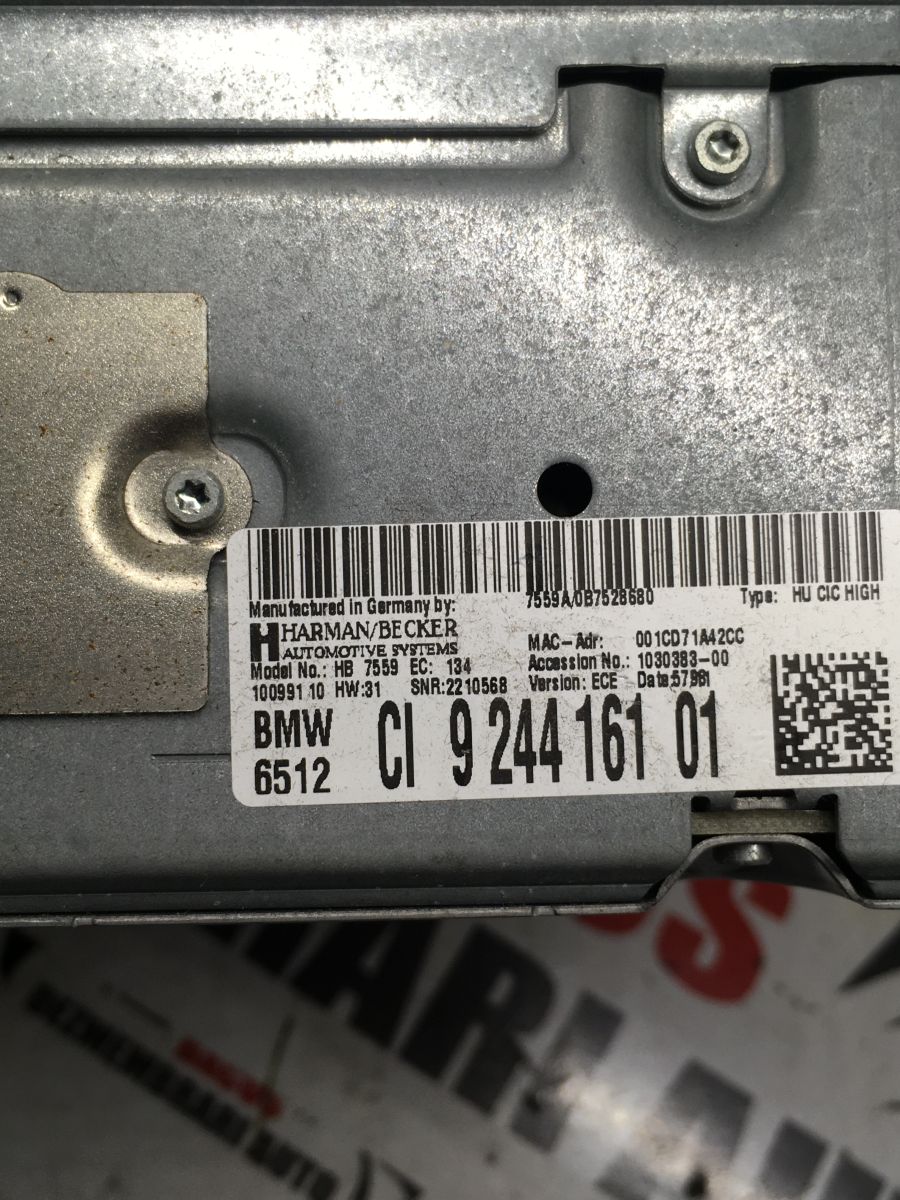 7559A/0B7528680 Type: HU CIC HIGH
Manufactured in Germany by:
HARMAN/BECKER
AUTOMOTIVE SYSTEMS
MAC-Adr: 001CD71A42CC
Model No.: HB 7559 EC: 134
Accession No.: 1030383-00
10099110 HW:31 SNR:2210568
Version: ECE Date:
BMW
6512
CI 9 244 161 01
DEZMEMBRARI AUTO